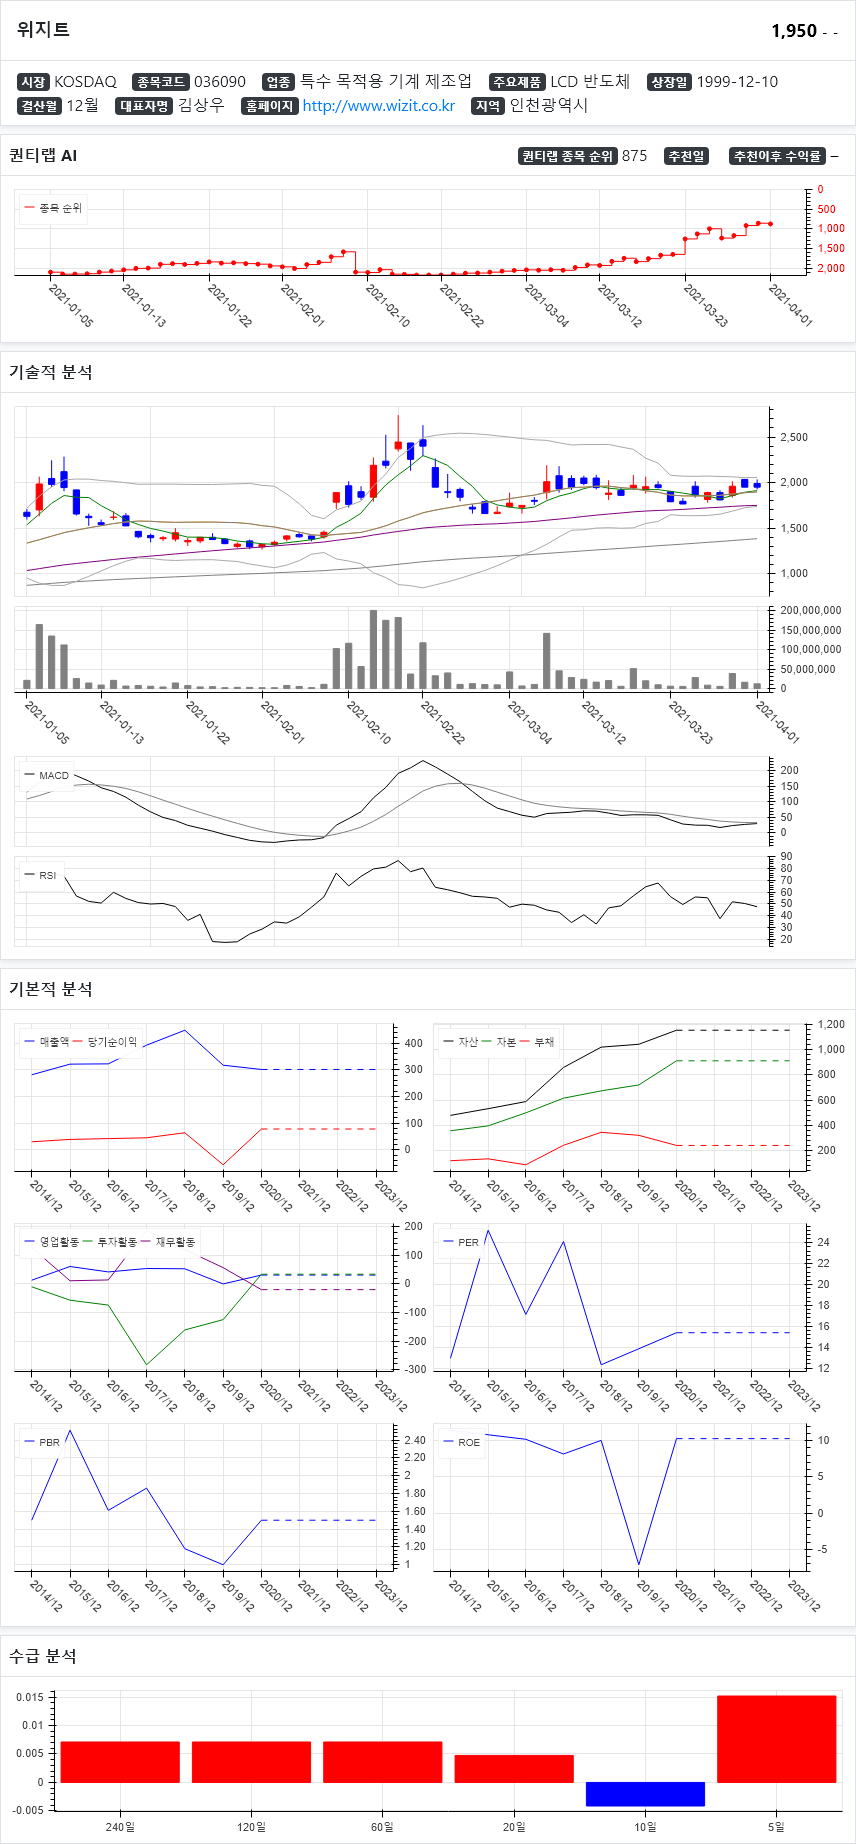 위지트
1,950 - -
시장 KOSDAQ 종목코드 036090 업종 특수 목적용 기계 제조업 주요제품 LCD 반도체 상장일 1999-12-10
결산월 12월 대표자명 김상우 홈페이지 http://www.wizit.co.kr 지역 인천광역시
퀀티랩 AI
퀀티랩 종목 순위 875 추천일 추천이후 수익률 –
종목 순위
0
500
1,000
1,500
2,000
2021-01-05 2021-01-13 2021-01-22 2021-02-01 2021-02-10 2021-02-22 2021-03-04 2021-03-12 2021-03-23 2021-04-01
기술적 분석
2,500
2,000
1,500
1,000
200,000,000
150,000,000
100,000,000
50,000,000
0
2021-01-05 2021-01-13 2021-01-22 2021-02-01 2021-02-10 2021-02-22 2021-03-04 2021-03-12 2021-03-23 2021-04-01
MACD
200
150
100
50
0
RSI
90
80
70
60
50
40
30
20
기본적 분석
매출액 당기순이익
400
300
200
100
0
2014/12 2015/12 2016/12 2017/12 2018/12 2019/12 2020/12 2021/12 2022/12 2023/12
자산 자본 부채
1,200
1,000
800
600
400
200
2014/12 2015/12 2016/12 2017/12 2018/12 2019/12 2020/12 2021/12 2022/12 2023/12
영업활동 투자활동 재무활동
200
100
0
-100
-200
-300
2014/12 2015/12 2016/12 2017/12 2018/12 2019/12 2020/12 2021/12 2022/12 2023/12
PER
24
22
20
18
16
14
12
2014/12 2015/12 2016/12 2017/12 2018/12 2019/12 2020/12 2021/12 2022/12 2023/12
PBR
2.40
2.20
2
1.80
1.60
1.40
1.20
1
2014/12 2015/12 2016/12 2017/12 2018/12 2019/12 2020/12 2021/12 2022/12 2023/12
ROE
10
5
0
-5
2014/12 2015/12 2016/12 2017/12 2018/12 2019/12 2020/12 2021/12 2022/12 2023/12
수급 분석
0.015
0.01
0.005
0
-0.005
240일 120일 60일 20일 10일 5일